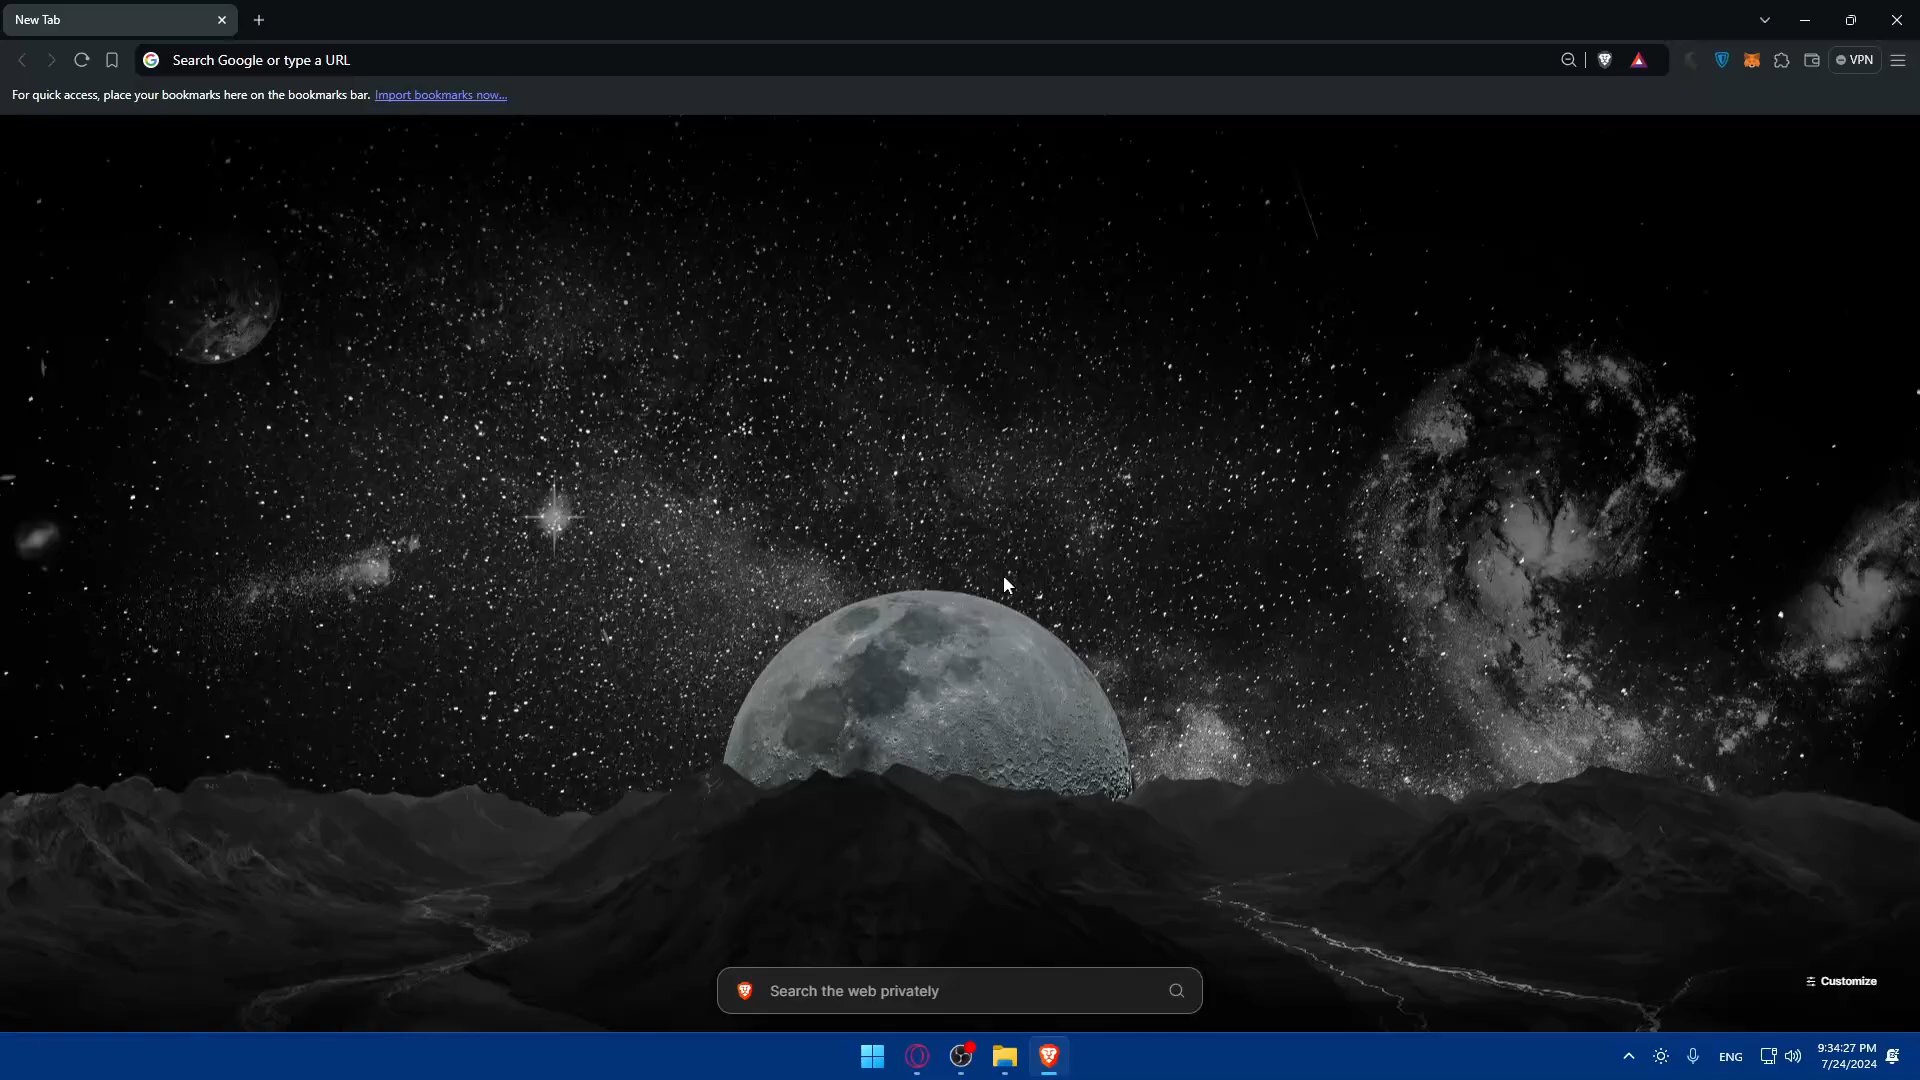 New Tab
Search Google or type a URL
VPN
For quick access, place your bookmarks here on the bookmarks bar. Import bookmarks now...
Search the web privately
Customize
ENG
9:34:27 PM
7/24/2024